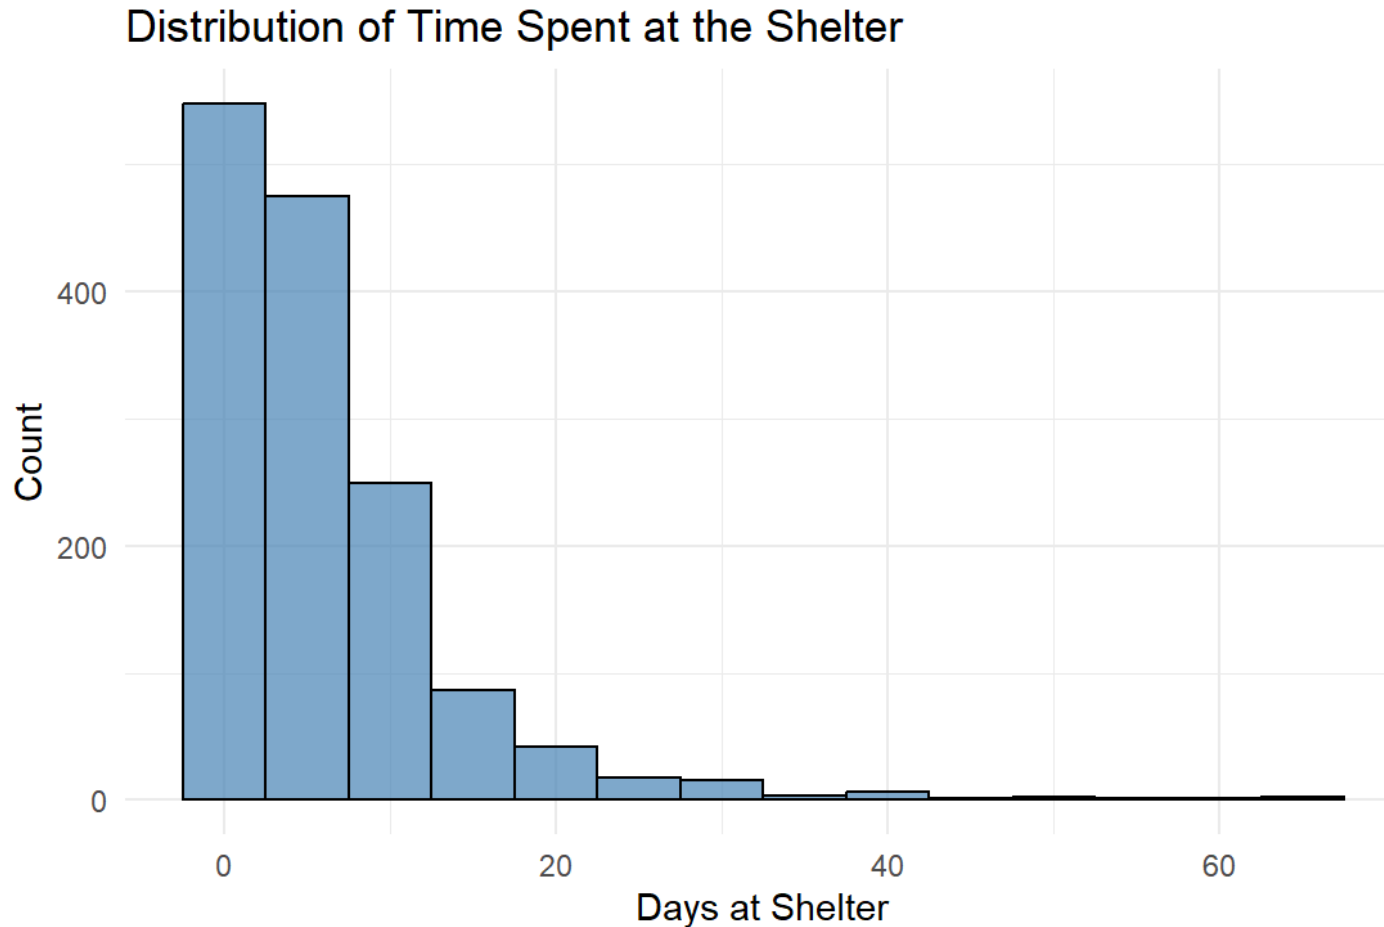 Distribution of Time Spent at the Shelter
Count
400
200
0
0 20 40 60
Days at Shelter